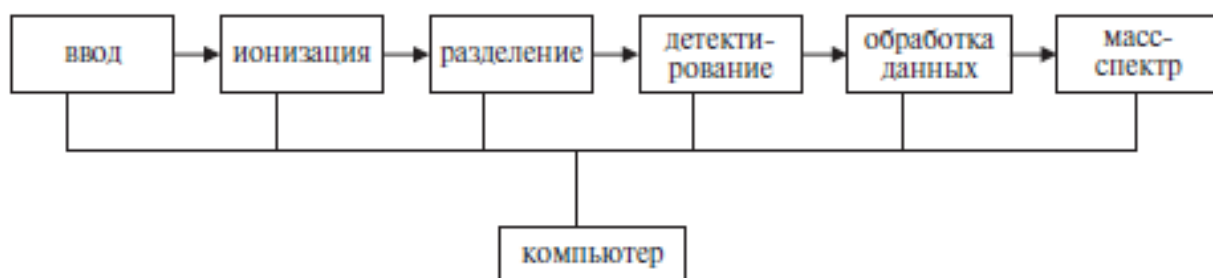 ввод
ионизация
разделение
детекти-
рование
обработка
данных
масс-
спектр
компьютер